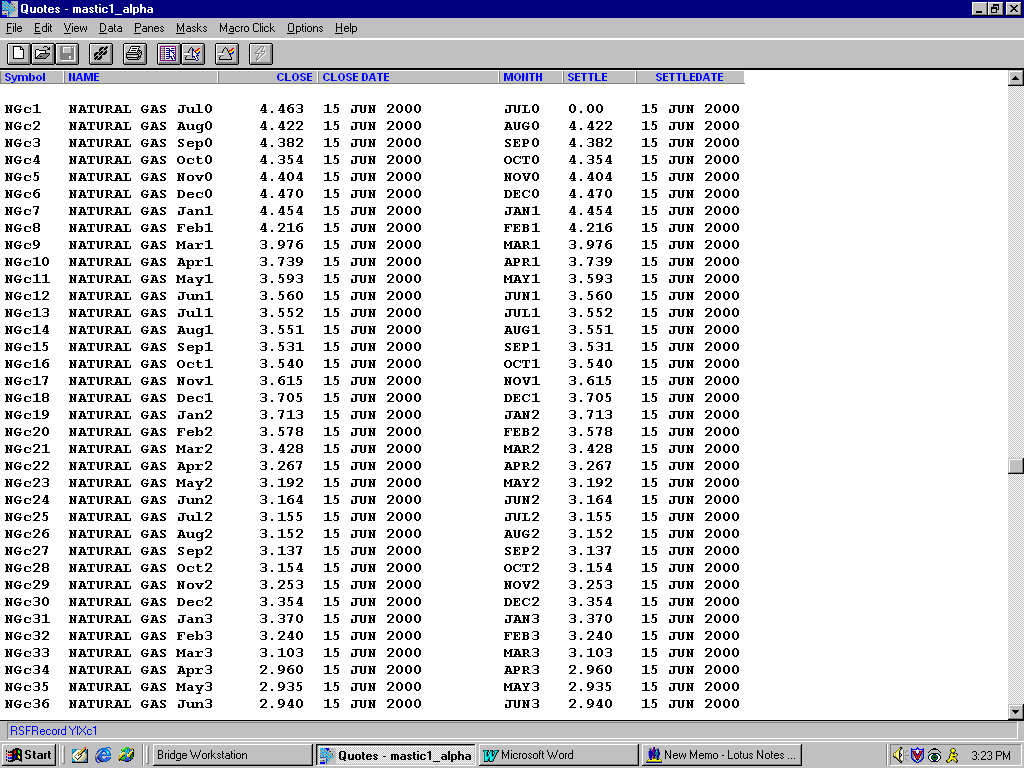 Quotes - mastic1_alpha
File Edit View Data Panes Masks Macro Click Options Help
Symbol NAME CLOSE CLOSE DATE MONTH SETTLE SETTLEDATE
NGc1 NATURAL GAS Jul0 4.463 15 JUN 2000 JUL0 0.00 15 JUN 2000
NGc2 NATURAL GAS Aug0 4.422 15 JUN 2000 AUG0 4.422 15 JUN 2000
NGc3 NATURAL GAS Sep0 4.382 15 JUN 2000 SEP0 4.382 15 JUN 2000
NGc4 NATURAL GAS Oct0 4.354 15 JUN 2000 OCT0 4.354 15 JUN 2000
NGc5 NATURAL GAS Nov0 4.404 15 JUN 2000 NOV0 4.404 15 JUN 2000
NGc6 NATURAL GAS Dec0 4.470 15 JUN 2000 DEC0 4.470 15 JUN 2000
NGc7 NATURAL GAS Jan1 4.454 15 JUN 2000 JAN1 4.454 15 JUN 2000
NGc8 NATURAL GAS Feb1 4.216 15 JUN 2000 FEB1 4.216 15 JUN 2000
NGc9 NATURAL GAS Mar1 3.976 15 JUN 2000 MAR1 3.976 15 JUN 2000
NGc10 NATURAL GAS Apr1 3.739 15 JUN 2000 APR1 3.739 15 JUN 2000
NGc11 NATURAL GAS May1 3.593 15 JUN 2000 MAY1 3.593 15 JUN 2000
NGc12 NATURAL GAS Jun1 3.560 15 JUN 2000 JUN1 3.560 15 JUN 2000
NGc13 NATURAL GAS Jul1 3.552 15 JUN 2000 JUL1 3.552 15 JUN 2000
NGc14 NATURAL GAS Aug1 3.551 15 JUN 2000 AUG1 3.551 15 JUN 2000
NGc15 NATURAL GAS Sep1 3.531 15 JUN 2000 SEP1 3.531 15 JUN 2000
NGc16 NATURAL GAS Oct1 3.540 15 JUN 2000 OCT1 3.540 15 JUN 2000
NGc17 NATURAL GAS Nov1 3.615 15 JUN 2000 NOV1 3.615 15 JUN 2000
NGc18 NATURAL GAS Dec1 3.705 15 JUN 2000 DEC1 3.705 15 JUN 2000
NGc19 NATURAL GAS Jan2 3.713 15 JUN 2000 JAN2 3.713 15 JUN 2000
NGc20 NATURAL GAS Feb2 3.578 15 JUN 2000 FEB2 3.578 15 JUN 2000
NGc21 NATURAL GAS Mar2 3.428 15 JUN 2000 MAR2 3.428 15 JUN 2000
NGc22 NATURAL GAS Apr2 3.267 15 JUN 2000 APR2 3.267 15 JUN 2000
NGc23 NATURAL GAS May2 3.192 15 JUN 2000 MAY2 3.192 15 JUN 2000
NGc24 NATURAL GAS Jun2 3.164 15 JUN 2000 JUN2 3.164 15 JUN 2000
NGc25 NATURAL GAS Jul2 3.155 15 JUN 2000 JUL2 3.155 15 JUN 2000
NGc26 NATURAL GAS Aug2 3.152 15 JUN 2000 AUG2 3.152 15 JUN 2000
NGc27 NATURAL GAS Sep2 3.137 15 JUN 2000 SEP2 3.137 15 JUN 2000
NGc28 NATURAL GAS Oct2 3.154 15 JUN 2000 OCT2 3.154 15 JUN 2000
NGc29 NATURAL GAS Nov2 3.253 15 JUN 2000 NOV2 3.253 15 JUN 2000
NGc30 NATURAL GAS Dec2 3.354 15 JUN 2000 DEC2 3.354 15 JUN 2000
NGc31 NATURAL GAS Jan3 3.370 15 JUN 2000 JAN3 3.370 15 JUN 2000
NGc32 NATURAL GAS Feb3 3.240 15 JUN 2000 FEB3 3.240 15 JUN 2000
NGc33 NATURAL GAS Mar3 3.103 15 JUN 2000 MAR3 3.103 15 JUN 2000
NGc34 NATURAL GAS Apr3 2.960 15 JUN 2000 APR3 2.960 15 JUN 2000
NGc35 NATURAL GAS May3 2.935 15 JUN 2000 MAY3 2.935 15 JUN 2000
NGc36 NATURAL GAS Jun3 2.940 15 JUN 2000 JUN3 2.940 15 JUN 2000
RSFRecord YIXc1
Start Bridge Workstation Quotes - mastic1_alpha Microsoft Word New Memo - Lotus Notes ... 3:23 PM